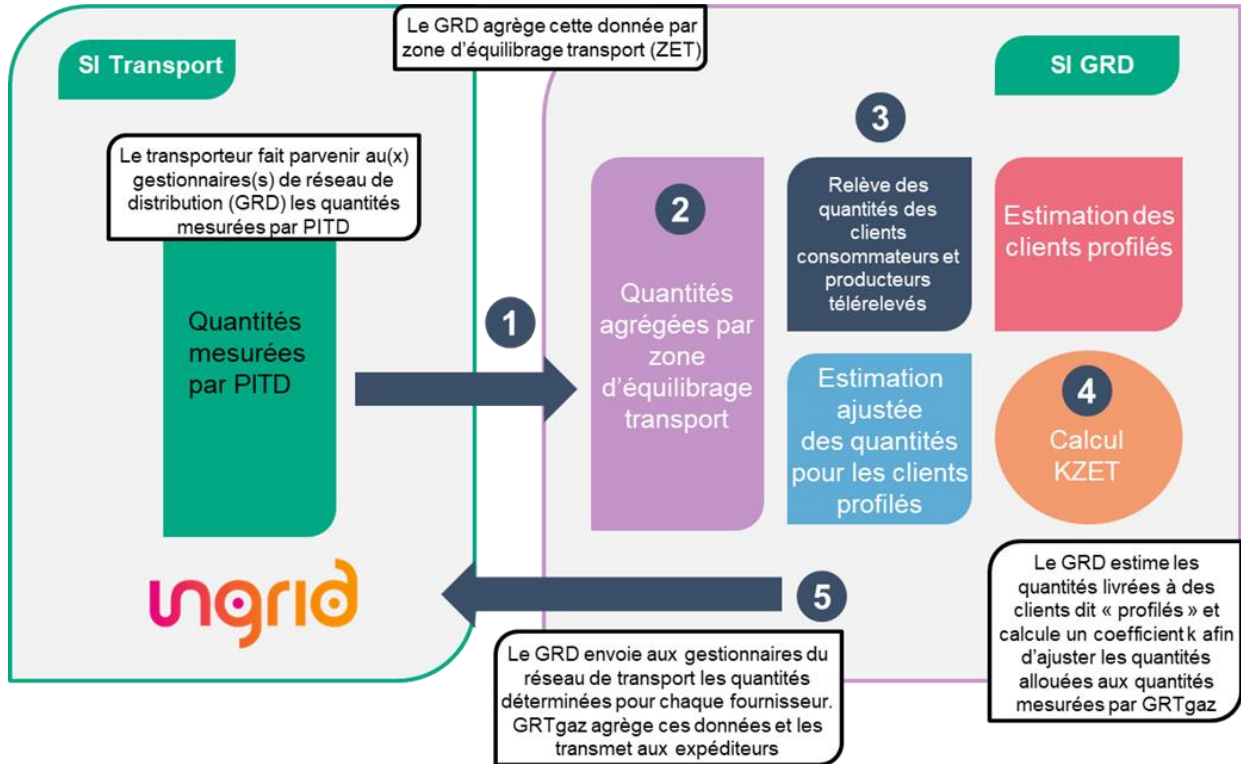 Le GRD agrège cette donnée par
zone d'équilibrage transport (ZET)
SI Transport
SI GRD
Le transporteur fait parvenir au(x)
gestionnaires(s) de réseau de
distribution (GRD) les quantités
mesurées par PITD
Quantités
mesurées
par PITD
1
2
Quantités
agrégées par
zone
d'équilibrage
transport
3
Relève des
quantités des
clients
consommateurs et
producteurs
télérelevés
Estimation des
clients profilés
Estimation
ajustée
des quantités
pour les clients
profilés
4
Calcul
KZET
Le GRD estime les
quantités livrées à des
clients dit « profilés » et
calcule un coefficient k afin
d'ajuster les quantités
allouées aux quantités
mesurées par GRTgaz
ingrid
5
Le GRD envoie aux gestionnaires du
réseau de transport les quantités
déterminées pour chaque fournisseur.
GRTgaz agrège ces données et les
transmet aux expéditeurs